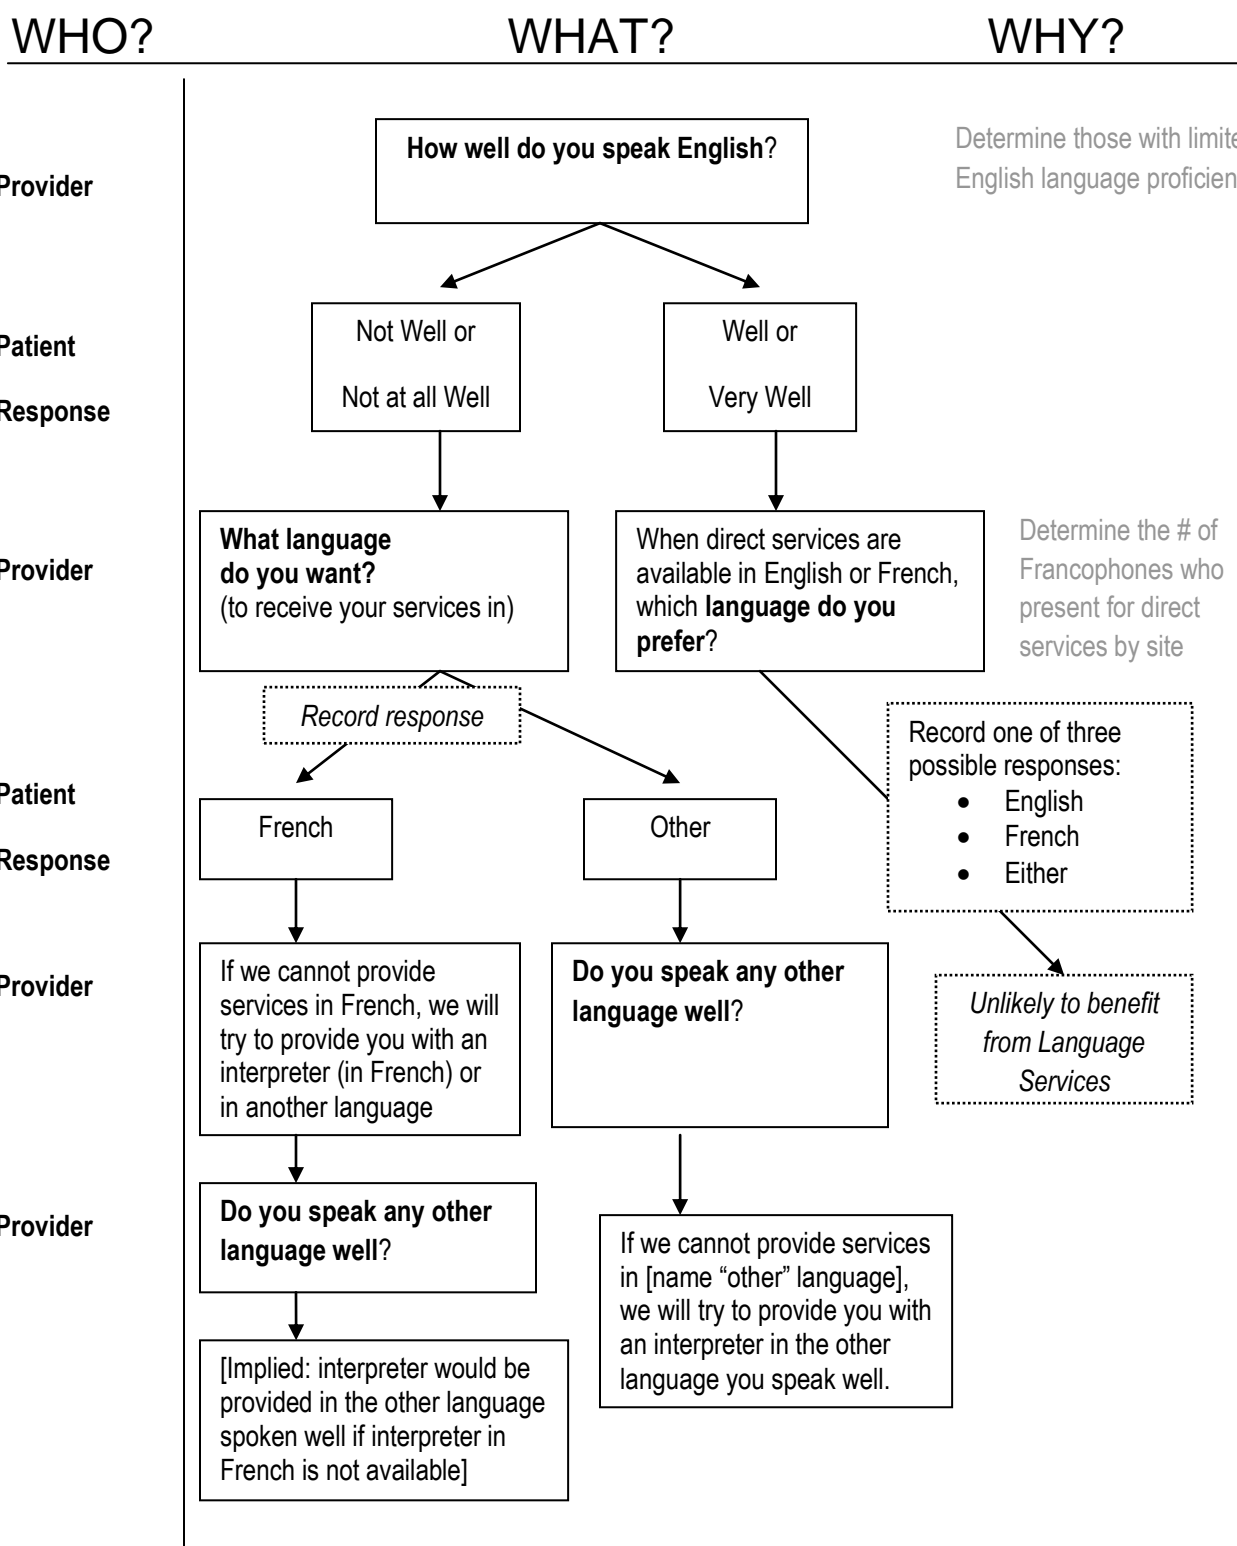 WHO?
WHAT?
WHY?
Provider
How well do you speak English?
Determine those with limite
English language proficien
Patient
Response
Not Well or
Not at all Well
Well or
Very Well
Provider
What language
do you want?
(to receive your services in)
When direct services are
available in English or French,
which language do you
prefer?
Determine the # of
Francophones who
present for direct
services by site
Record response
Record one of three
possible responses:
• English
• French
• Either
Patient
Response
French
Other
Provider
If we cannot provide
services in French, we will
try to provide you with an
interpreter (in French) or
in another language
Do you speak any other
language well?
Unlikely to benefit
from Language
Services
Provider
Do you speak any other
language well?
If we cannot provide services
in [name “other” language],
we will try to provide you with
an interpreter in the other
language you speak well.
[Implied: interpreter would be
provided in the other language
spoken well if interpreter in
French is not available]